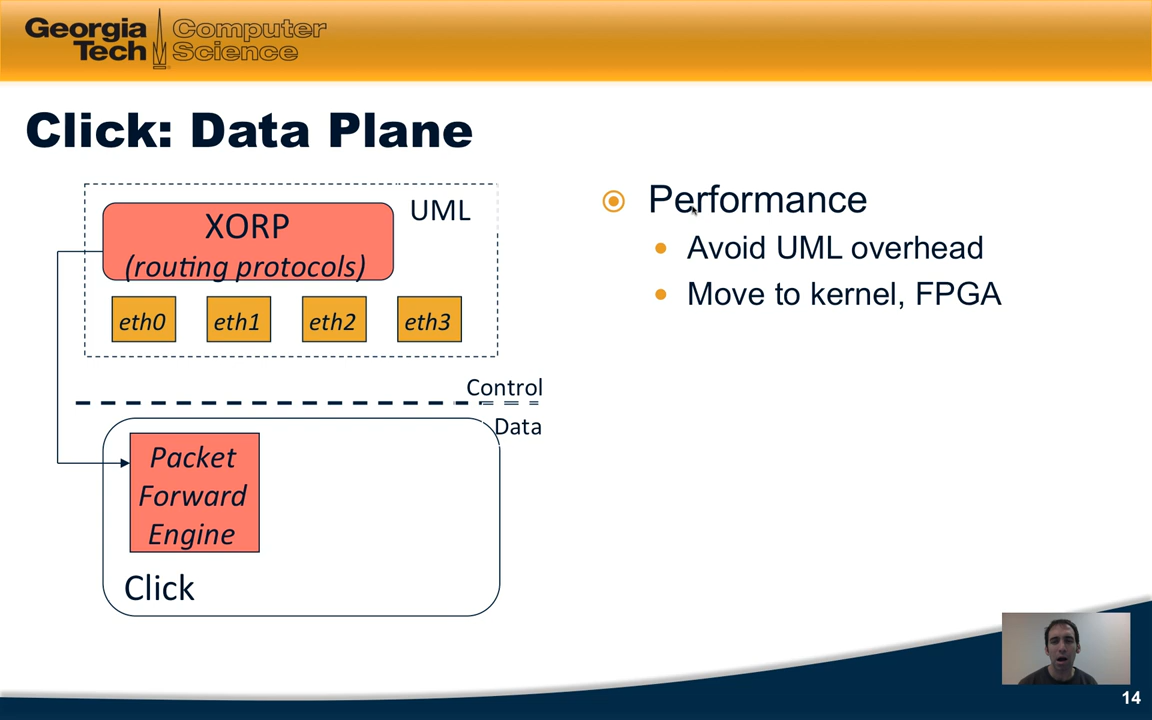 Georgia Tech
Computer Science
Click: Data Plane
UML
XORP
(routing protocols)
eth0 eth1 eth2 eth3
Control
Data
Packet
Forward
Engine
Click
Performance
Avoid UML overhead
Move to kernel, FPGA
14